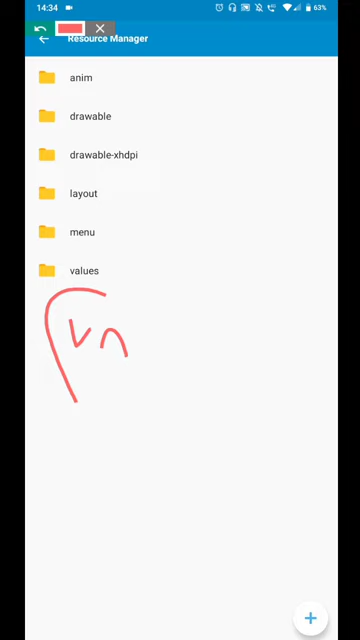 14:34 63%
Resource Manager
anim
drawable
drawable-xhdpi
layout
menu
values